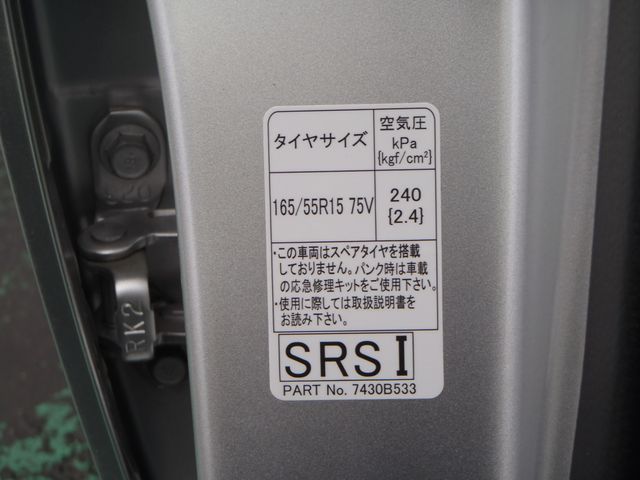 タイヤサイズ
空気圧
kPa
{kgf/cm²}
165/55R15 75V
240
{2.4}
・この車両はスペアタイヤを搭載
しておりません。パンク時は車載
の応急修理キットをご使用下さい。
・使用に際しては取扱説明書を
お読み下さい。
SRS I
PART No. 7430B533
RK2